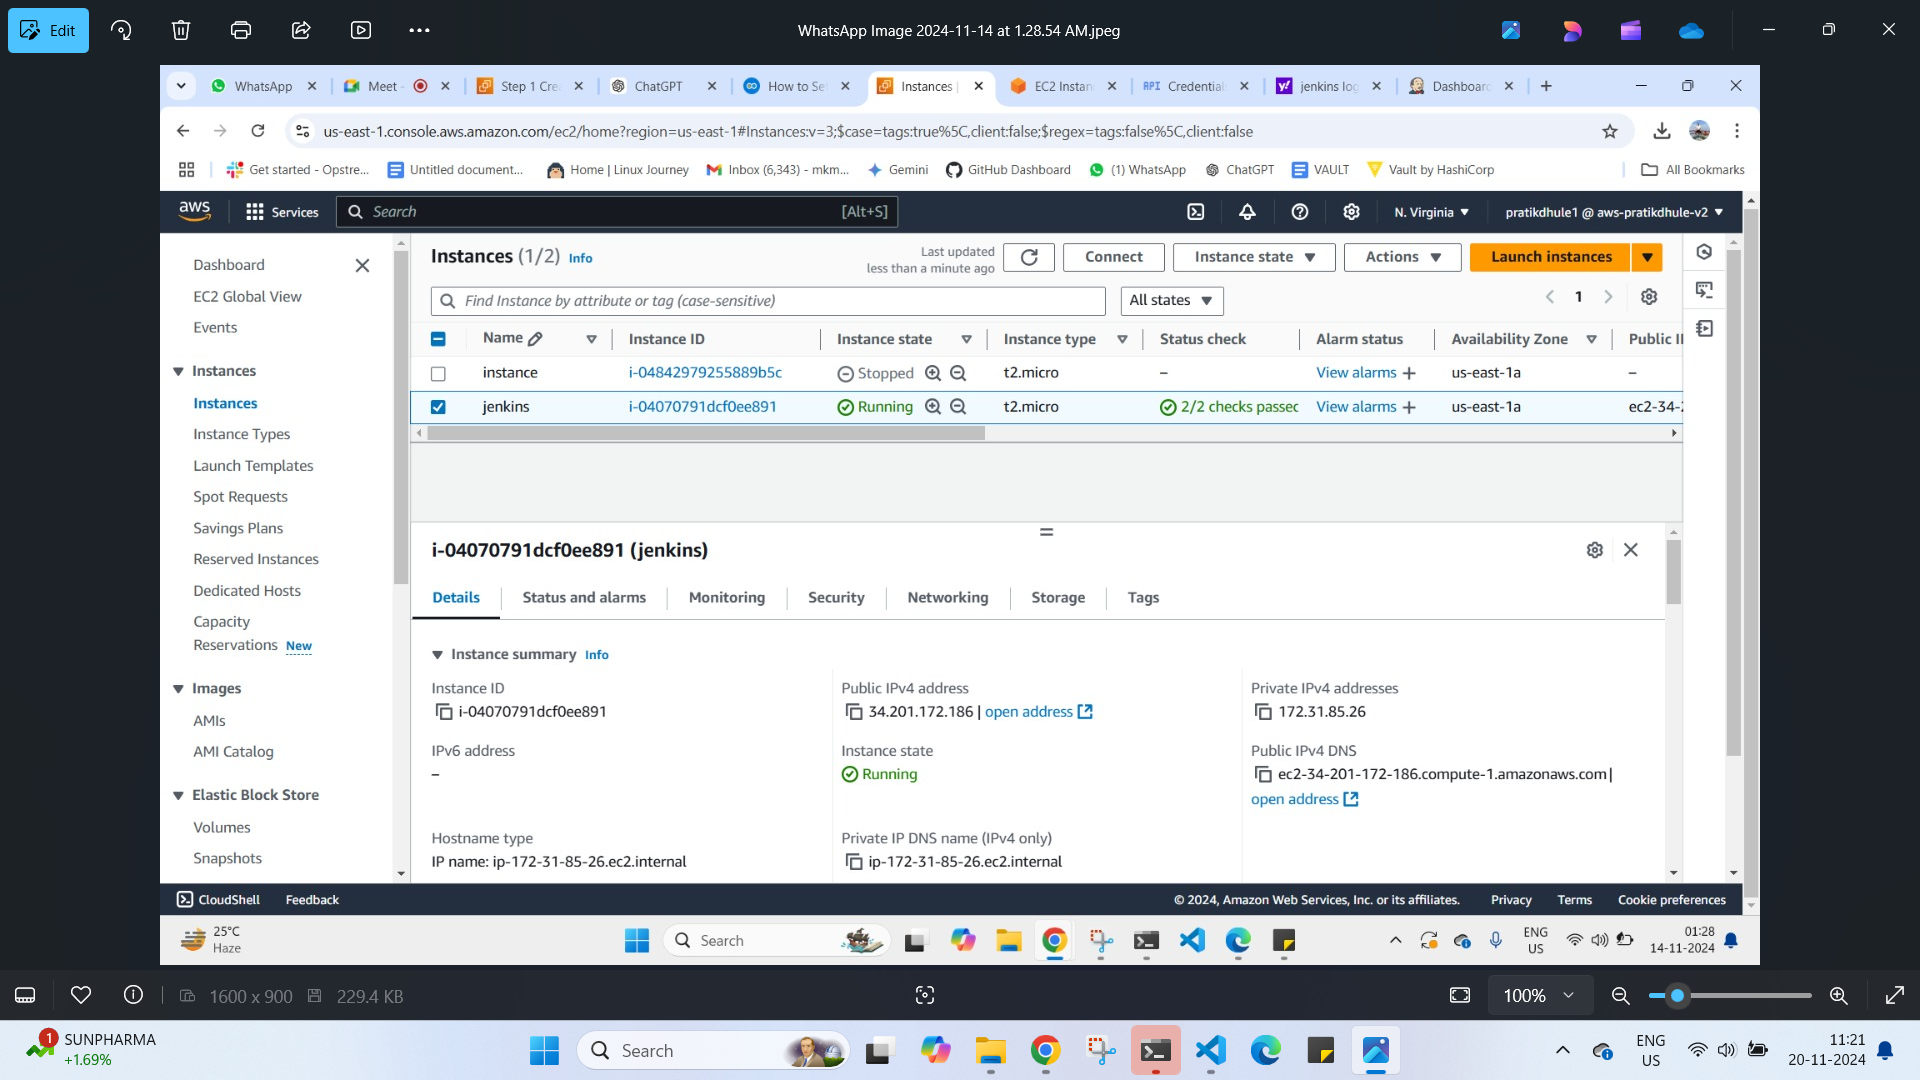 Edit
WhatsApp Image 2024-11-14 at 1.28.54 AM.jpeg
WhatsApp
Meet -
Step 1 Cre
ChatGPT
How to Se
Instances |
EC2 Instan
API Credential
jenkins log
Dashboard
us-east-1.console.aws.amazon.com/ec2/home?region=us-east-1#Instances:v=3;$case=tags:true%5C,client:false;$regex=tags:false%5C,client:false
Get started - Opstre...
Untitled document...
Home | Linux Journey
Inbox (6,343) - mkm...
Gemini
GitHub Dashboard
(1) WhatsApp
ChatGPT
VAULT
Vault by HashiCorp
All Bookmarks
aws
Services
Search
[Alt+S]
N. Virginia
pratikdhule1 @ aws-pratikdhule-v2
Dashboard
EC2 Global View
Events
Instances
Instances
Instance Types
Launch Templates
Spot Requests
Savings Plans
Reserved Instances
Dedicated Hosts
Capacity
Reservations New
Images
AMIs
AMI Catalog
Elastic Block Store
Volumes
Snapshots
Instances (1/2) Info
Last updated
less than a minute ago
Connect
Instance state
Actions
Launch instances
Find Instance by attribute or tag (case-sensitive)
All states
1
Name
Instance ID
Instance state
Instance type
Status check
Alarm status
Availability Zone
Public I
instance
i-04842979255889b5c
Stopped
t2.micro
–
View alarms +
us-east-1a
–
jenkins
i-04070791dcf0ee891
Running
t2.micro
2/2 checks passec
View alarms +
us-east-1a
ec2-34-
i-04070791dcf0ee891 (jenkins)
Details
Status and alarms
Monitoring
Security
Networking
Storage
Tags
Instance summary Info
Instance ID
i-04070791dcf0ee891
Public IPv4 address
34.201.172.186 | open address
Private IPv4 addresses
172.31.85.26
IPv6 address
–
Instance state
Running
Public IPv4 DNS
ec2-34-201-172-186.compute-1.amazonaws.com |
open address
Hostname type
IP name: ip-172-31-85-26.ec2.internal
Private IP DNS name (IPv4 only)
ip-172-31-85-26.ec2.internal
CloudShell
Feedback
© 2024, Amazon Web Services, Inc. or its affiliates.
Privacy
Terms
Cookie preferences
25°C
Haze
Search
ENG
US
01:28
14-11-2024
1600 x 900
229.4 KB
100%
1
SUNPHARMA
+1.69%
Search
ENG
US
11:21
20-11-2024